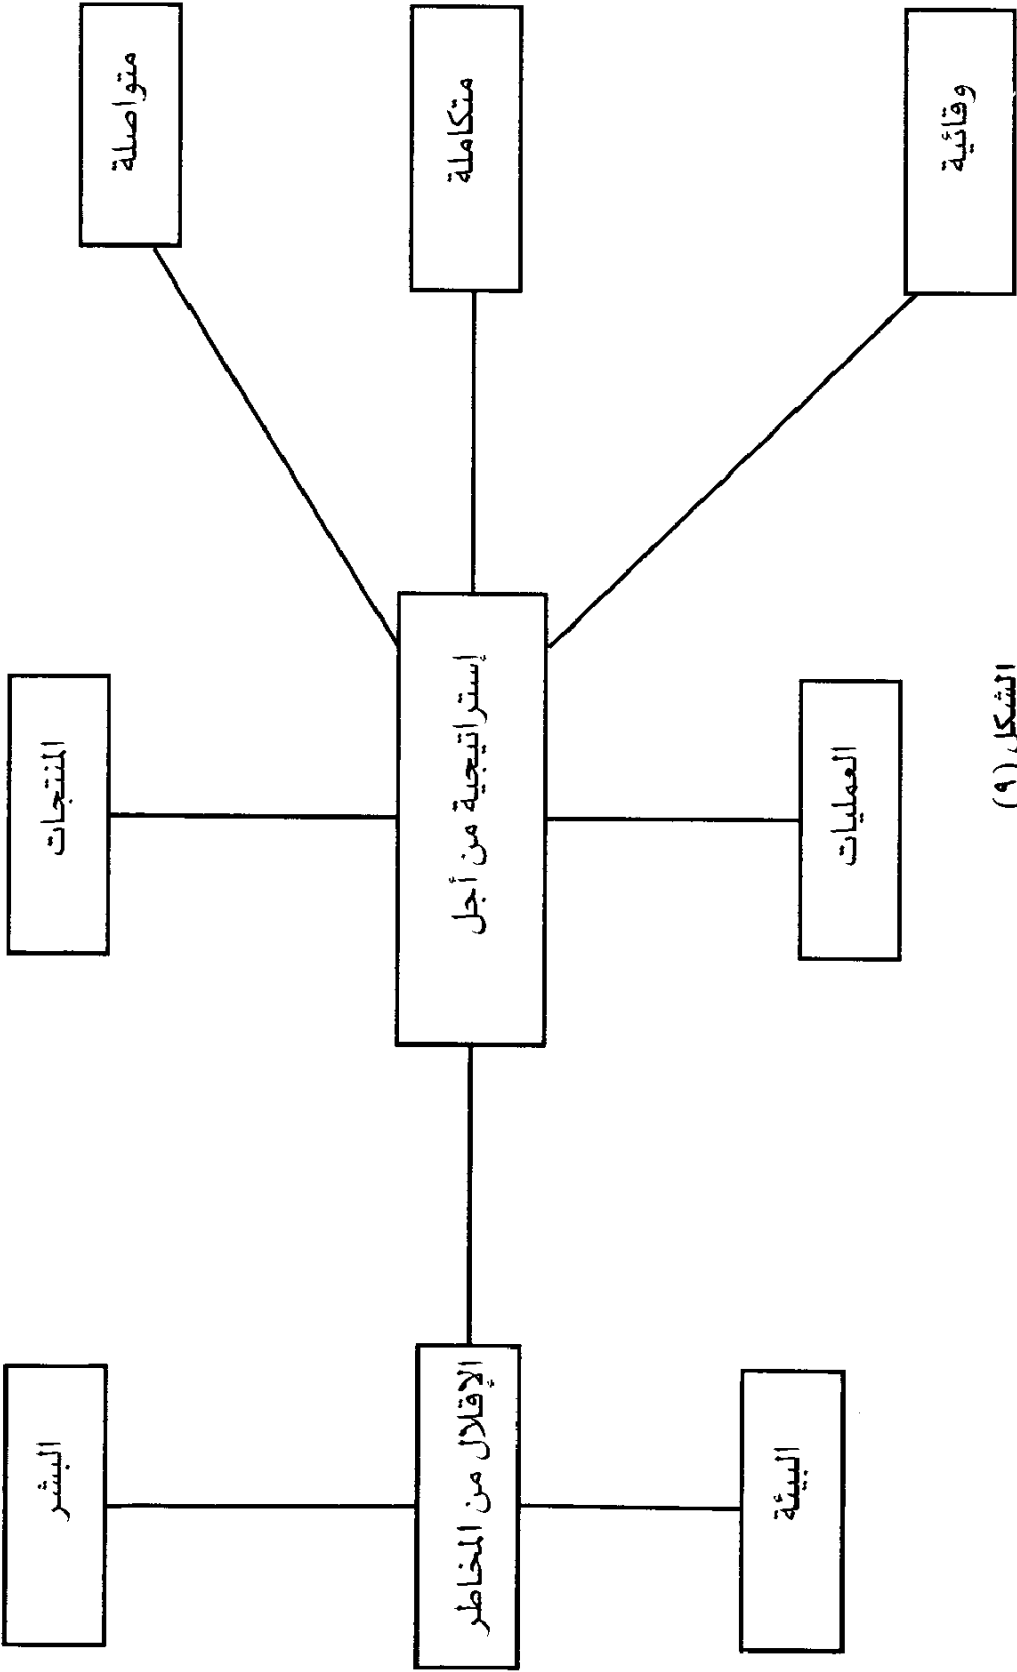 متواصلة
متكاملة
وقائية
المنتجات
إستراتيجية من أجل
العمليات
البشر
الإقلال من المخاطر
البيئة
الشكل (٩)